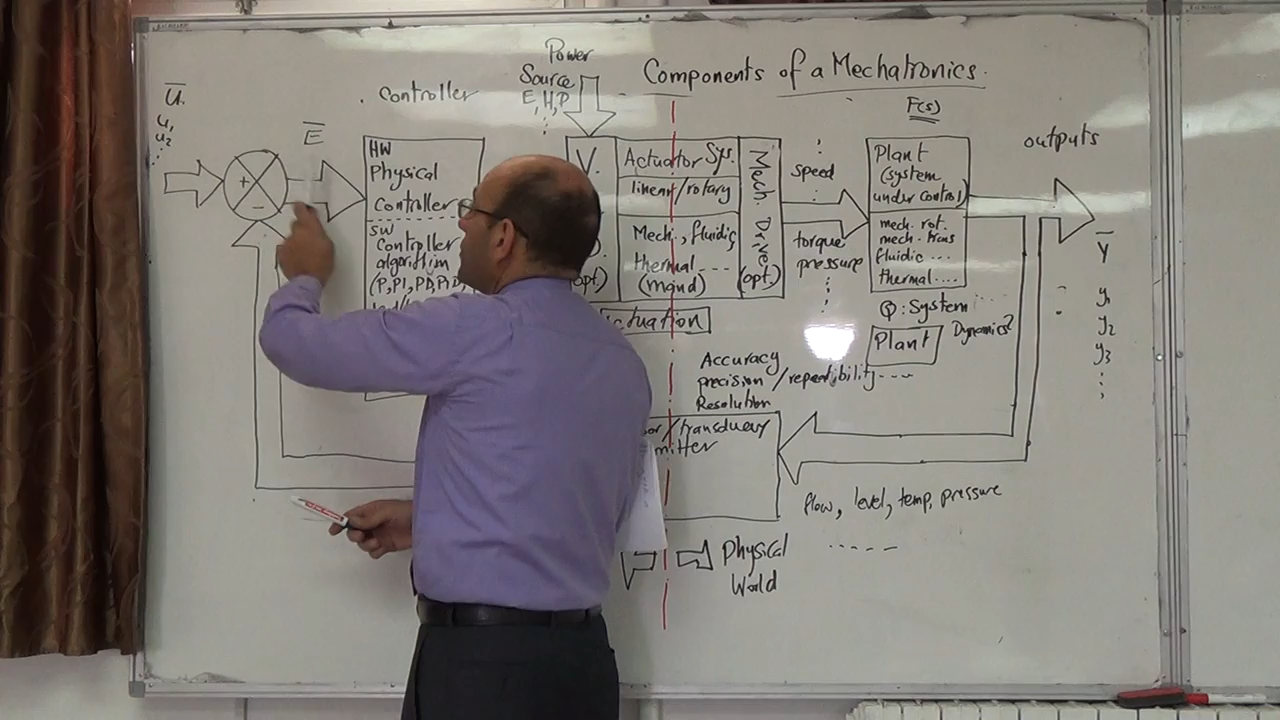 Components of a Mechatronics.
Power
Source
E, H, P
controller
Ū.
u₁
u₂
+
-
E̅
HW
Physical
Controller
SW
Controller
algorithm
(P, PI, PD, PID,
V.
Actuator Sys.
linear/rotary
Mech., fluidic,
thermal ----
(mqnd)
Mech. Drive
(opt.)
opt)
ctuation
speed
torque
pressure
F(s)
Plant
(system
under control)
mech. rot.
mech. trans
fluidic ...
thermal....
Q: System
Plant
Dynamics?
outputs
Y̅
y₁
y₂
y₃
Accuracy
precision/repeatibility----
Resolution
or/transducer
mitter
flow, level, temp, pressure
-----
Physical
World